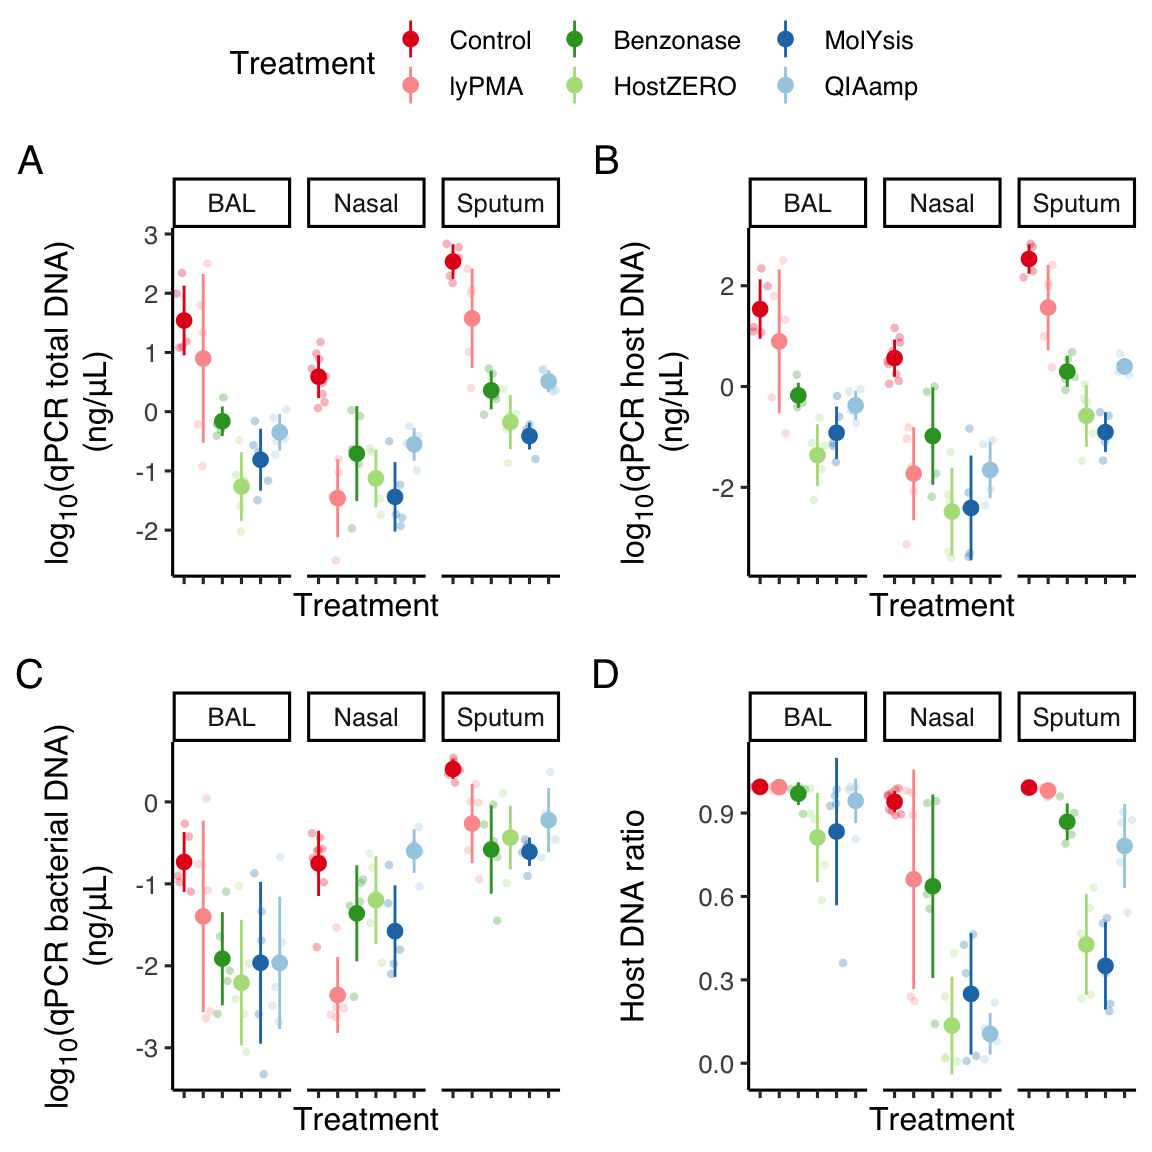 Treatment
Control
Benzonase
MolYsis
lyPMA
HostZERO
QIAamp
A
BAL
Nasal
Sputum
log10(qPCR total DNA)
(ng/µL)
3
2
1
0
-1
-2
Treatment
B
BAL
Nasal
Sputum
log10(qPCR host DNA)
(ng/µL)
2
0
-2
Treatment
C
BAL
Nasal
Sputum
log10(qPCR bacterial DNA)
(ng/µL)
0
-1
-2
-3
Treatment
D
BAL
Nasal
Sputum
Host DNA ratio
0.9
0.6
0.3
0.0
Treatment